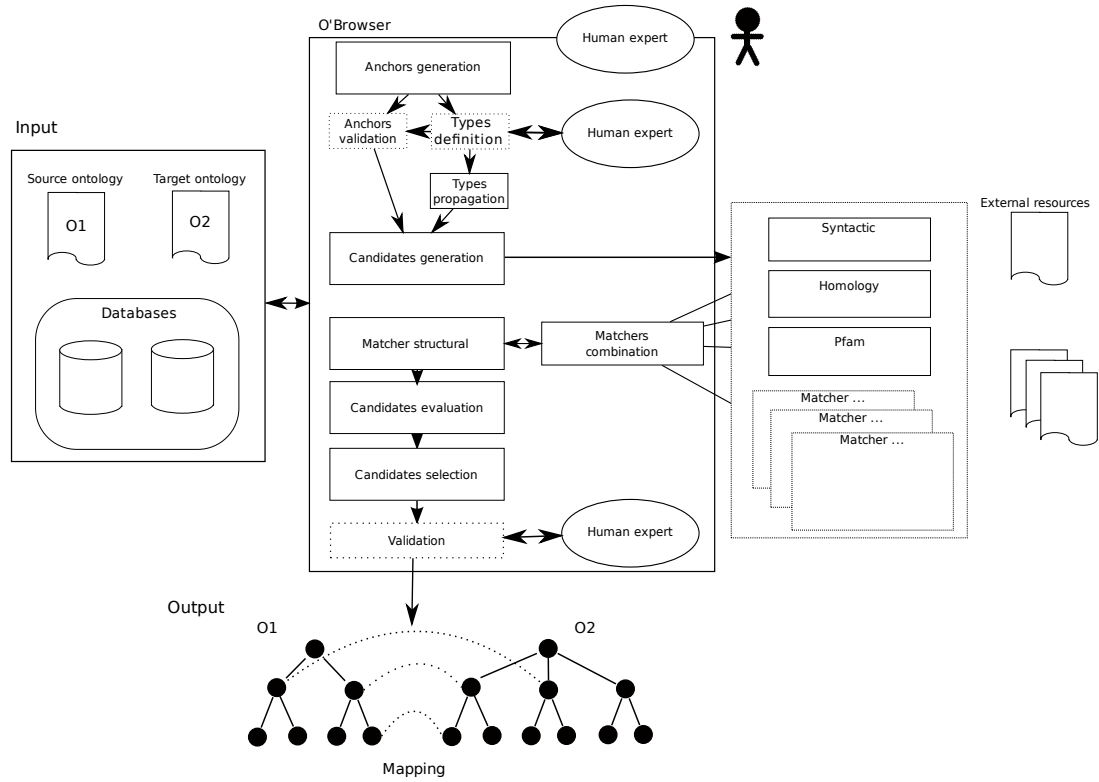 O'Browser
Human expert
Anchors generation
Input
Anchors
validation
Types
definition
Human expert
Source ontology
Target ontology
O1
O2
Types
propagation
External resources
Syntactic
Candidates generation
Homology
Databases
Matcher structural
Matchers
combination
Pfam
Matcher ...
Matcher ...
Matcher ...
Candidates evaluation
Candidates selection
Validation
Human expert
Output
O1
O2
Mapping